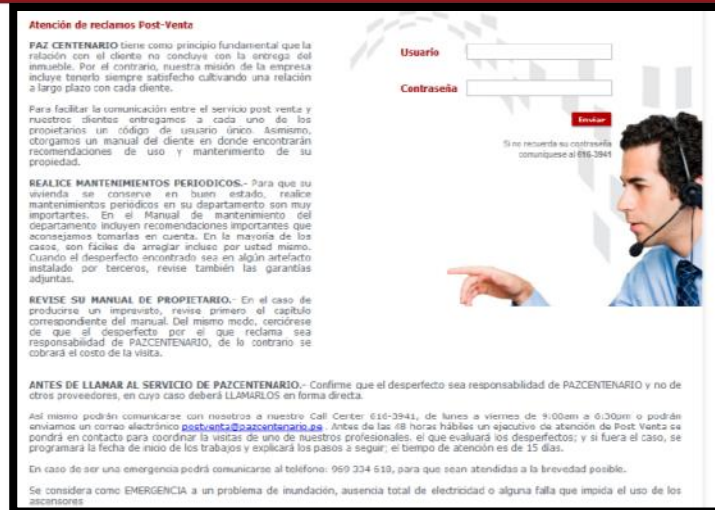 Atención de reclamos Post-Venta
PAZ CENTENARIO tiene como principio fundamental que la
relación con el cliente no concluye con la entrega del
inmueble. Por el contrario, nuestra misión de la empresa
incluye tenerlo siempre satisfecho cultivando una relación
a largo plazo con cada cliente.
Para facilitar la comunicación entre el servicio post venta y
nuestros clientes entregamos a cada uno de los
propietarios un código de usuario único. Asimismo,
otorgamos un manual del cliente en donde encontrarán
recomendaciones de uso y mantenimiento de su
propiedad.
REALICE MANTENIMIENTOS PERIODICOS.- Para que su
vivienda se conserve en buen estado, realice
mantenimientos periódicos en su departamento son muy
importantes. En el Manual de mantenimiento del
departamento incluyen recomendaciones importantes que
aconsejamos tomarlas en cuenta. En la mayoría de los
casos, son fáciles de arreglar incluso por usted mismo.
Cuando el desperfecto encontrado sea en algún artefacto
instalado por terceros, revise también las garantías
adjuntas.
REVISE SU MANUAL DE PROPIETARIO.- En el caso de
producirse un imprevisto, revise primero el capítulo
correspondiente del manual. Del mismo modo, cerciórese
de que el desperfecto por el que reclama sea
responsabilidad de PAZCENTENARIO, de lo contrario se
cobrará el costo de la visita.
Usuario
Contraseña
Enviar
Si no recuerda su contraseña
comuníquese al 616-3941
ANTES DE LLAMAR AL SERVICIO DE PAZCENTENARIO.- Confirme que el desperfecto sea responsabilidad de PAZCENTENARIO y no de
otros proveedores, en cuyo caso deberá LLAMARLOS en forma directa.
Así mismo podrán comunicarse con nosotros a nuestro Call Center 616-3941, de lunes a viernes de 9:00am a 6:30pm o podrán
enviarnos un correo electrónico postventa@pazcentenario.pe . Antes de las 48 horas hábiles un ejecutivo de atención de Post Venta se
pondrá en contacto para coordinar la visitas de uno de nuestros profesionales, el que evaluará los desperfectos; y si fuera el caso, se
programará la fecha de inicio de los trabajos y explicará los pasos a seguir; el tiempo de atención es de 15 días.
En caso de ser una emergencia podrá comunicarse al teléfono: 969 334 610, para que sean atendidas a la brevedad posible.
Se considera como EMERGENCIA a un problema de inundación, ausencia total de electricidad o alguna falla que impida el uso de los
ascensores